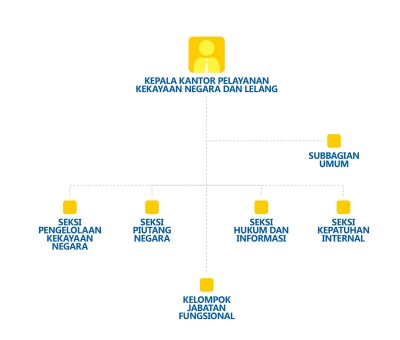 KEPALA KANTOR PELAYANAN
KEKAYAAN NEGARA DAN LELANG
SUBBAGIAN
UMUM
SEKSI
PENGELOLAAN
KEKAYAAN
NEGARA
SEKSI
PIUTANG
NEGARA
SEKSI
HUKUM DAN
INFORMASI
SEKSI
KEPATUHAN
INTERNAL
KELOMPOK
JABATAN
FUNGSIONAL